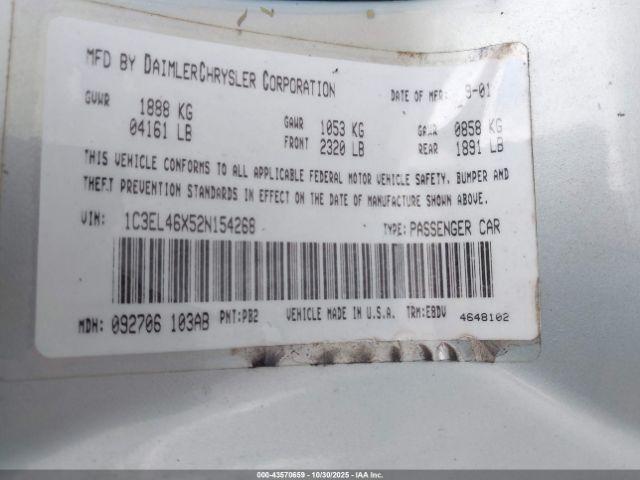 MFD BY DAIMLERCHRYSLER CORPORATION
DATE OF MFR: 9-01
GVWR 1888 KG 04161 LB
GAWR FRONT 1053 KG 2320 LB
GAWR REAR 0858 KG 1891 LB
THIS VEHICLE CONFORMS TO ALL APPLICABLE FEDERAL MOTOR VEHICLE SAFETY, BUMPER AND
THEFT PREVENTION STANDARDS IN EFFECT ON THE DATE OF MANUFACTURE SHOWN ABOVE.
VIN: 1C3EL46X52N154268 TYPE: PASSENGER CAR
MDH: 092706 103AB PNT:PB2 VEHICLE MADE IN U.S.A. TRM:EBDV 4648102
000-43570659 - 10/30/2025 - IAA Inc.